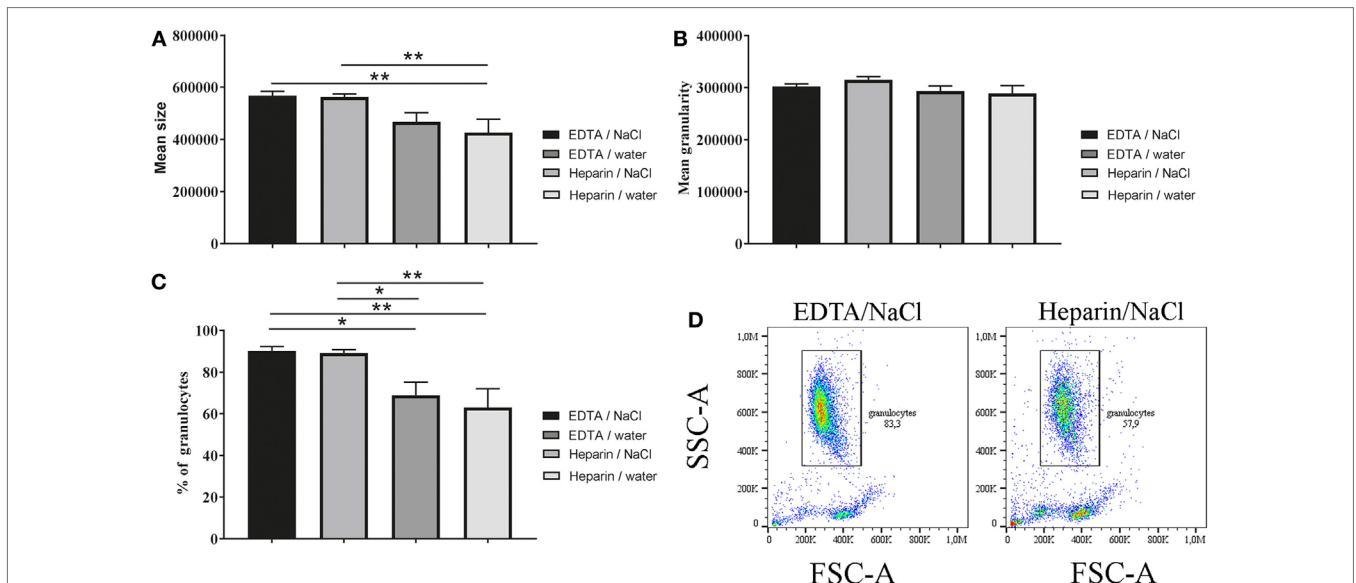 A
800000
600000
400000
200000
0
Mean size
**
**
EDTA / NaCl
EDTA / water
Heparin / NaCl
Heparin / water
B
400000
300000
200000
100000
0
Mean granularity
EDTA / NaCl
EDTA / water
Heparin / NaCl
Heparin / water
C
100
80
60
40
20
0
% of granulocytes
**
*
**
*
EDTA / NaCl
EDTA / water
Heparin / NaCl
Heparin / water
D
EDTA/NaCl
1,0M
800K
600K
400K
200K
0
SSC-A
granulocytes
83,3
0 200K 400K 600K 800K 1,0M
FSC-A
Heparin/NaCl
1,0M
800K
600K
400K
200K
0
granulocytes
57,9
0 200K 400K 600K 800K 1,0M
FSC-A